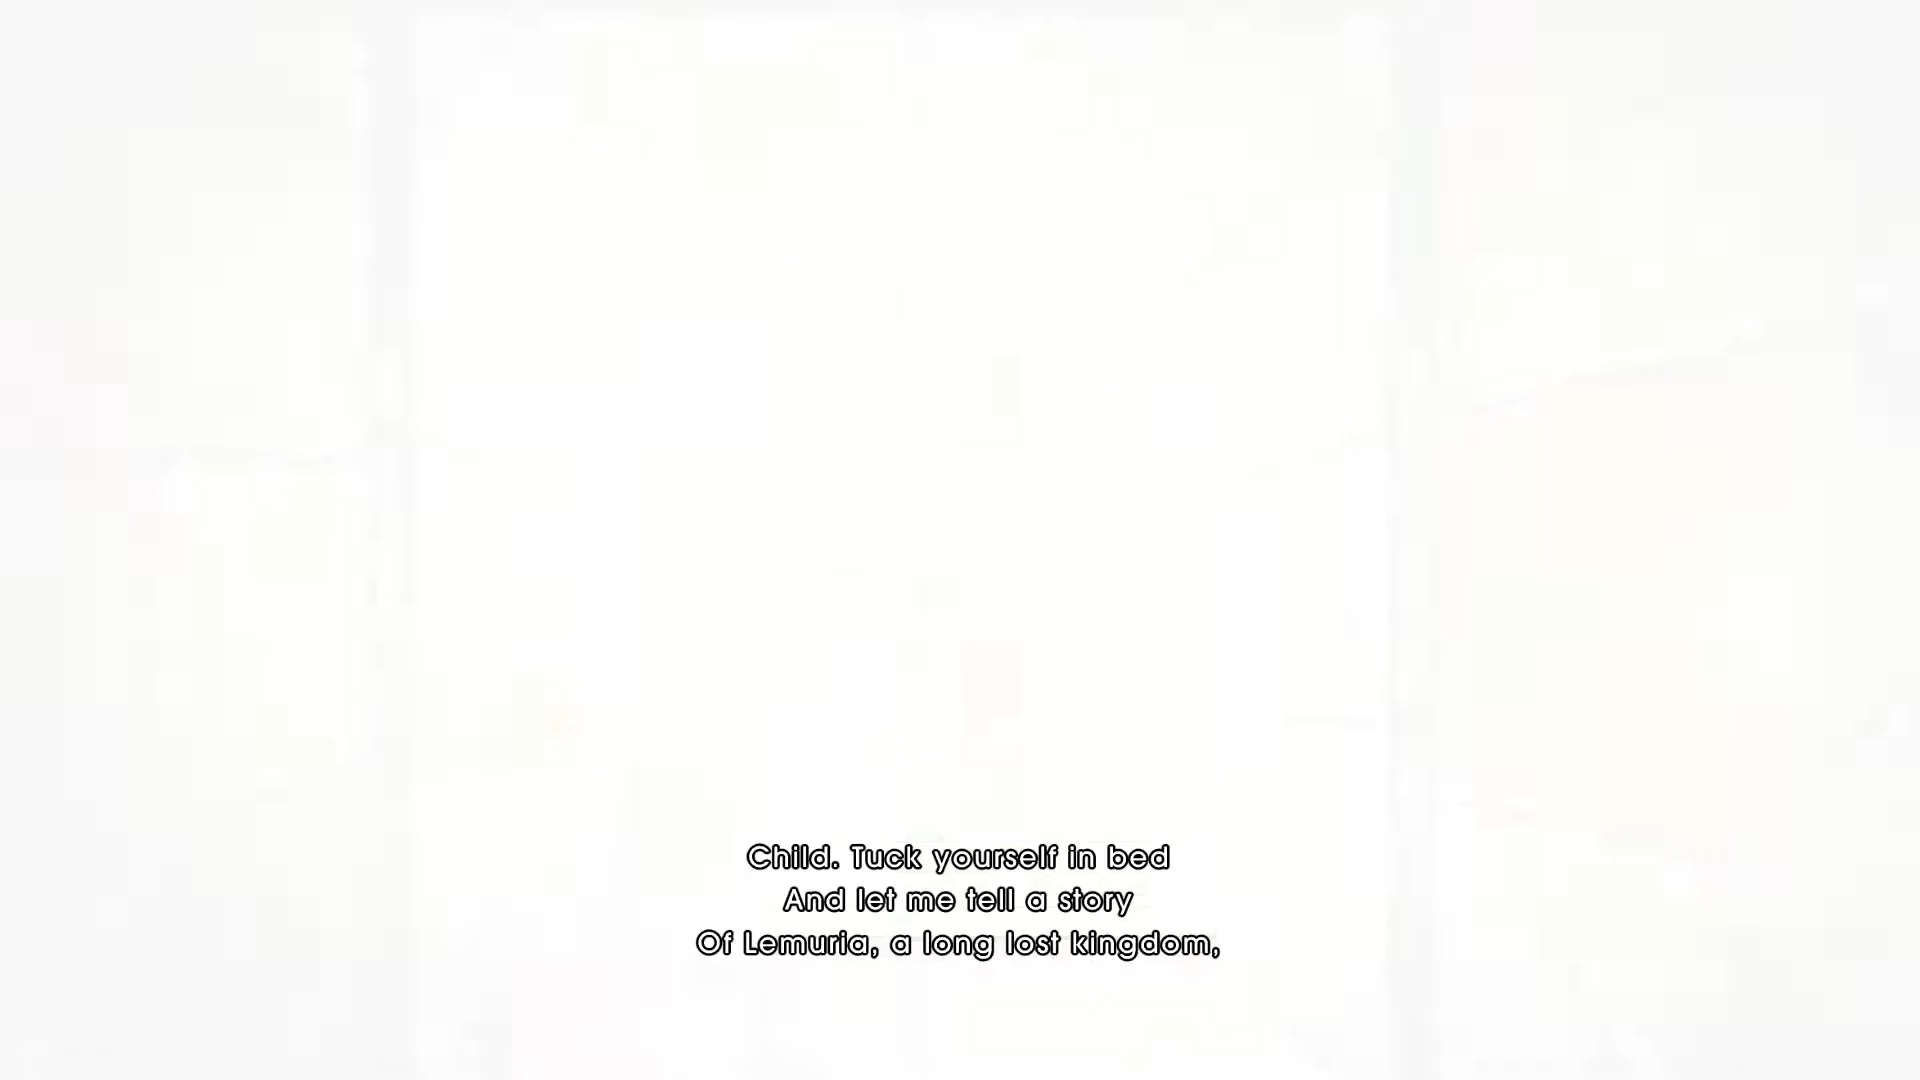 Child. Tuck yourself in bed
And let me tell a story
Of Lemuria, a long lost kingdom,